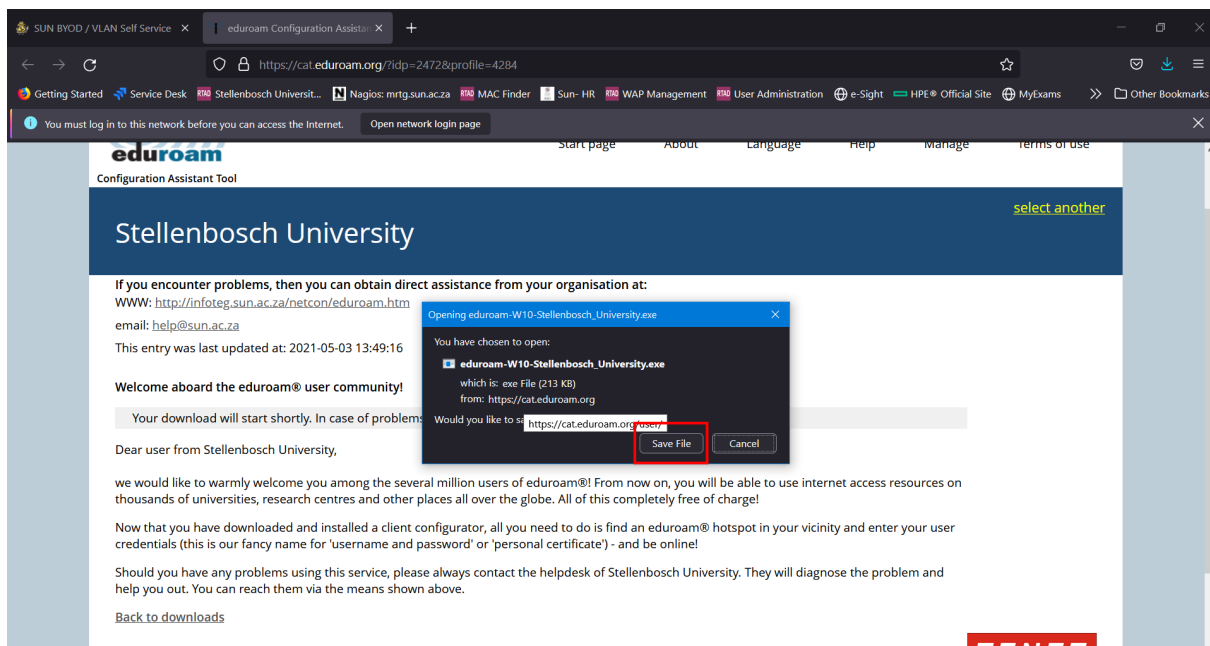 SUN BYOD / VLAN Self Service
eduroam Configuration Assistan
https://cat.eduroam.org/?idp=2472&profile=4284
Getting Started Service Desk Stellenbosch Universit... Nagios: mrtg.sun.ac.za MAC Finder Sun- HR WAP Management User Administration e-Sight HPE® Official Site MyExams Other Bookmarks
You must log in to this network before you can access the Internet. Open network login page
eduroam
Start page About Language Help Manage Terms of use
Configuration Assistant Tool
select another
Stellenbosch University
If you encounter problems, then you can obtain direct assistance from your organisation at:
WWW: http://infoteg.sun.ac.za/netcon/eduroam.htm
email: help@sun.ac.za
This entry was last updated at: 2021-05-03 13:49:16
Welcome aboard the eduroam® user community!
Your download will start shortly. In case of problems
Opening eduroam-W10-Stellenbosch_University.exe
You have chosen to open:
eduroam-W10-Stellenbosch_University.exe
which is: exe File (213 KB)
from: https://cat.eduroam.org
Would you like to sa
https://cat.eduroam.org/user/
Save File Cancel
Dear user from Stellenbosch University,
we would like to warmly welcome you among the several million users of eduroam®! From now on, you will be able to use internet access resources on
thousands of universities, research centres and other places all over the globe. All of this completely free of charge!
Now that you have downloaded and installed a client configurator, all you need to do is find an eduroam® hotspot in your vicinity and enter your user
credentials (this is our fancy name for 'username and password' or 'personal certificate') - and be online!
Should you have any problems using this service, please always contact the helpdesk of Stellenbosch University. They will diagnose the problem and
help you out. You can reach them via the means shown above.
Back to downloads